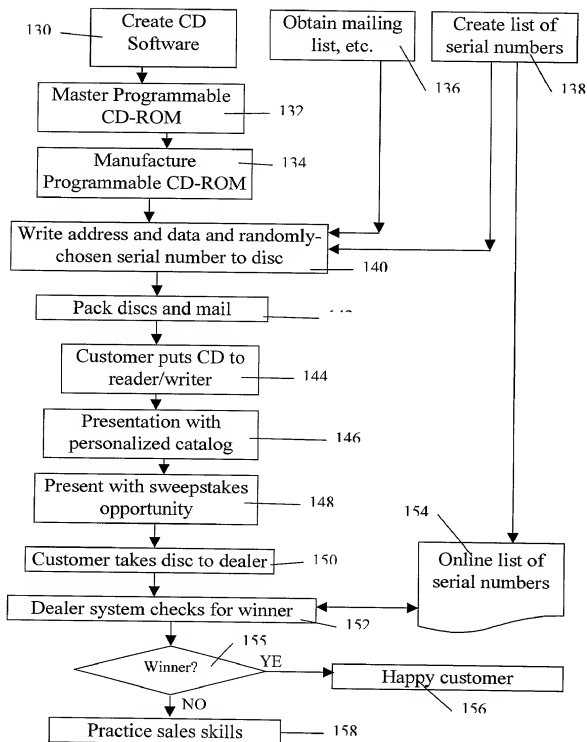 130
Create CD
Software
Obtain mailing
list, etc.
136
Create list of
serial numbers
138
Master Programmable
CD-ROM
132
Manufacture
Programmable CD-ROM
134
Write address and data and randomly-
chosen serial number to disc
140
Pack discs and mail
Customer puts CD to
reader/writer
144
Presentation with
personalized catalog
146
Present with sweepstakes
opportunity
148
154
Customer takes disc to dealer
150
Online list of
serial numbers
Dealer system checks for winner
152
155
Winner?
YE
Happy customer
156
NO
Practice sales skills
158